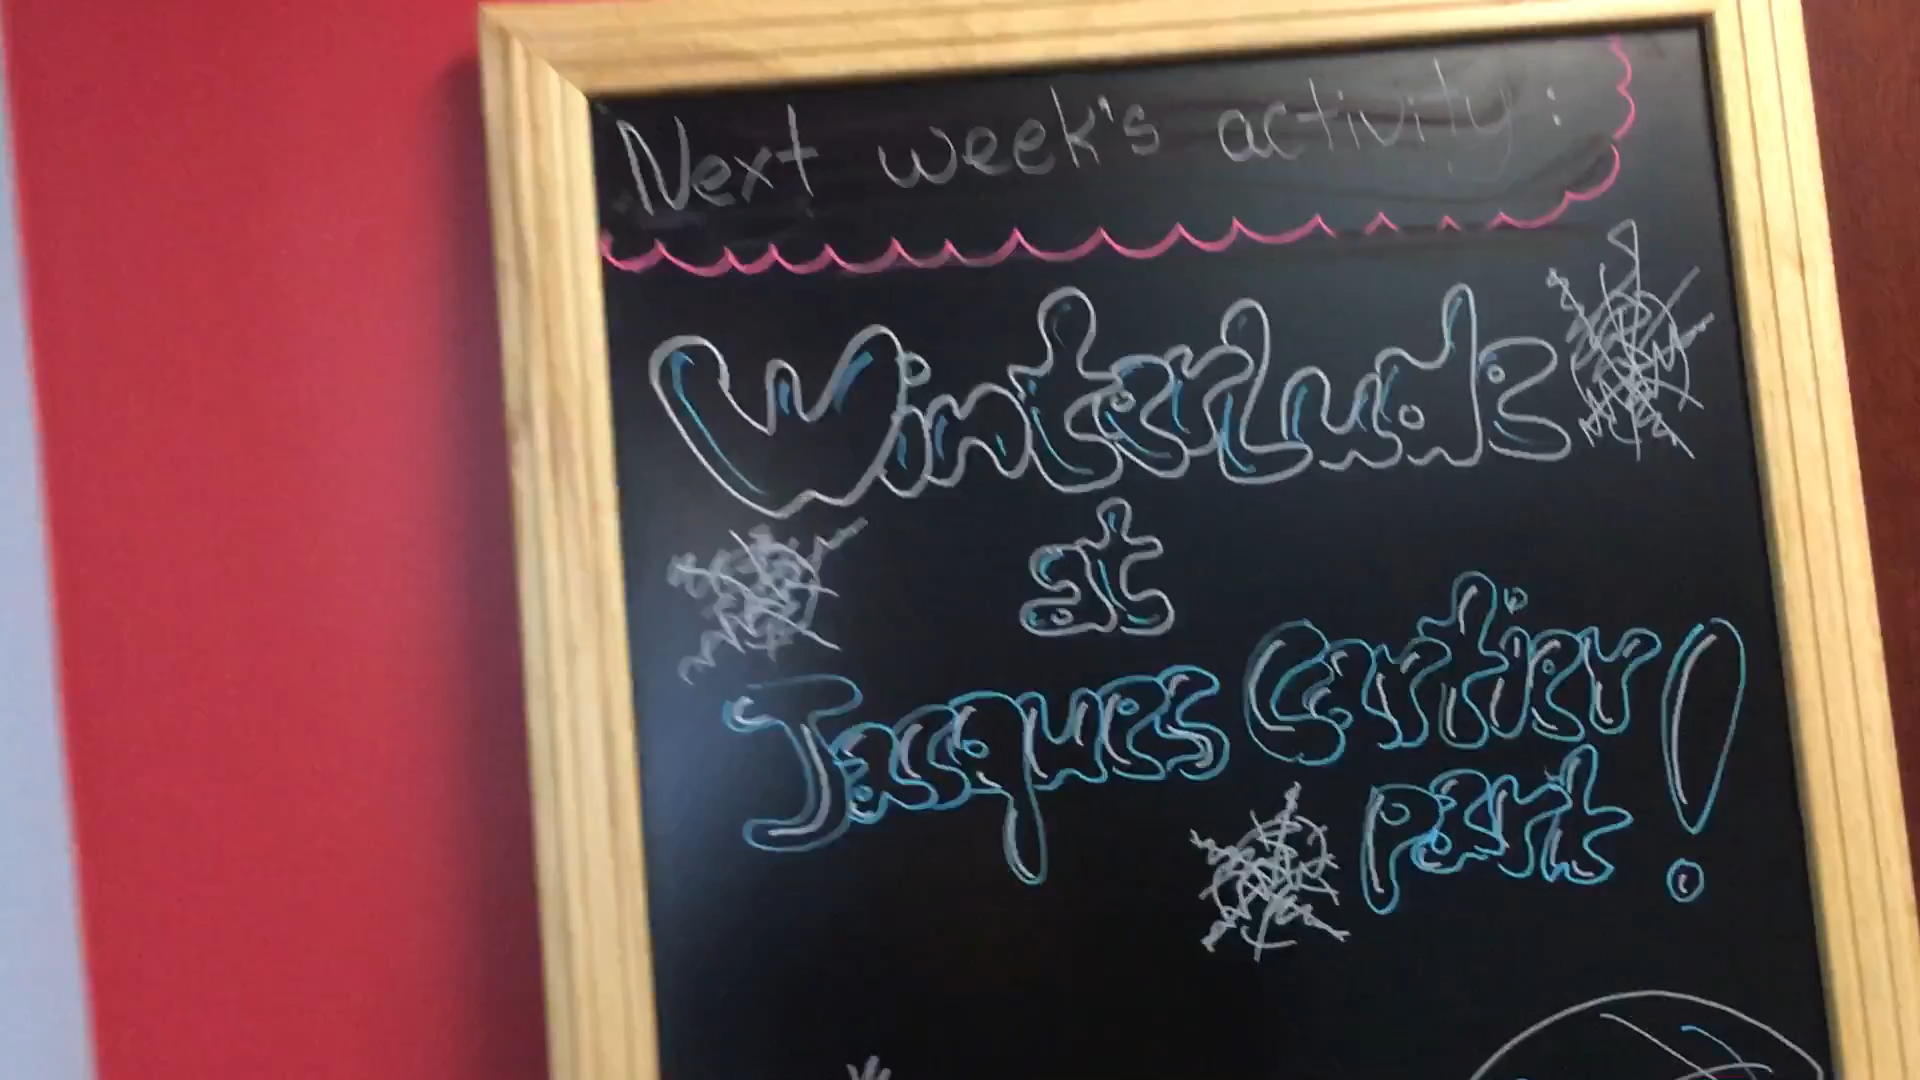 Next week's activity:
Winterlude
at
Jacques Cartier
park!